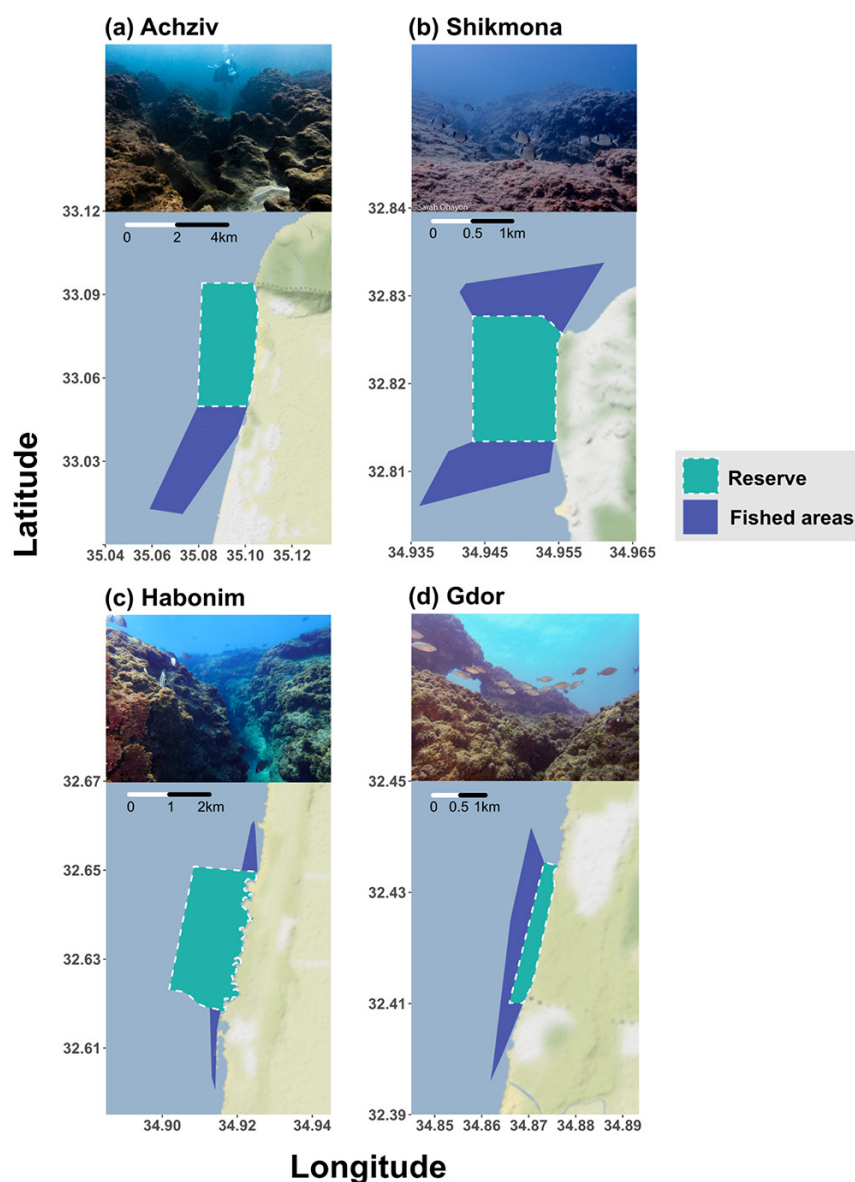 (a) Achziv
(b) Shikmona
Sarah Ohayon
33.12
33.09
33.06
33.03
0 2 4km
35.04 35.06 35.08 35.10 35.12
32.84
32.83
32.82
32.81
0 0.5 1km
34.935 34.945 34.955 34.965
Latitude
Reserve
Fished areas
(c) Habonim
(d) Gdor
32.67
32.65
32.63
32.61
0 1 2km
34.90 34.92 34.94
32.45
32.43
32.41
32.39
0 0.5 1km
34.85 34.86 34.87 34.88 34.89
Longitude